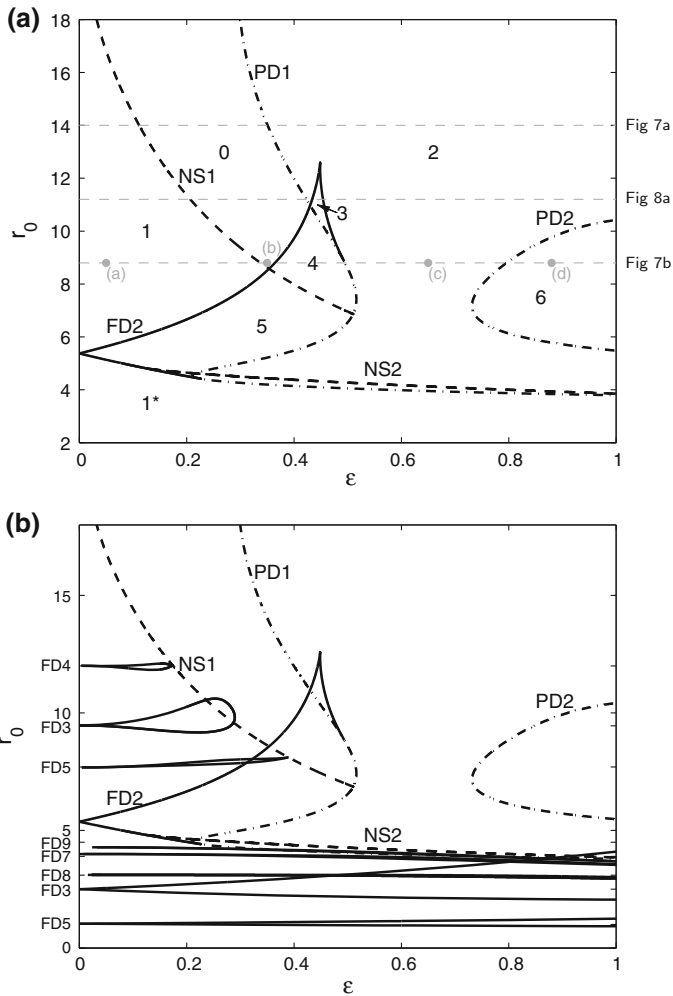 (a)
18
16
14
12
10
8
6
4
2
r0
PD1
NS1
0
2
1
3
4
5
6
PD2
FD2
NS2
1*
(a)
(b)
(c)
(d)
Fig 7a
Fig 8a
Fig 7b
0
0.2
0.4
0.6
0.8
1
ε
(b)
15
FD4
10
FD3
FD5
5
FD9
FD7
FD8
FD3
FD5
0
r0
PD1
NS1
FD2
PD2
NS2
0
0.2
0.4
0.6
0.8
1
ε